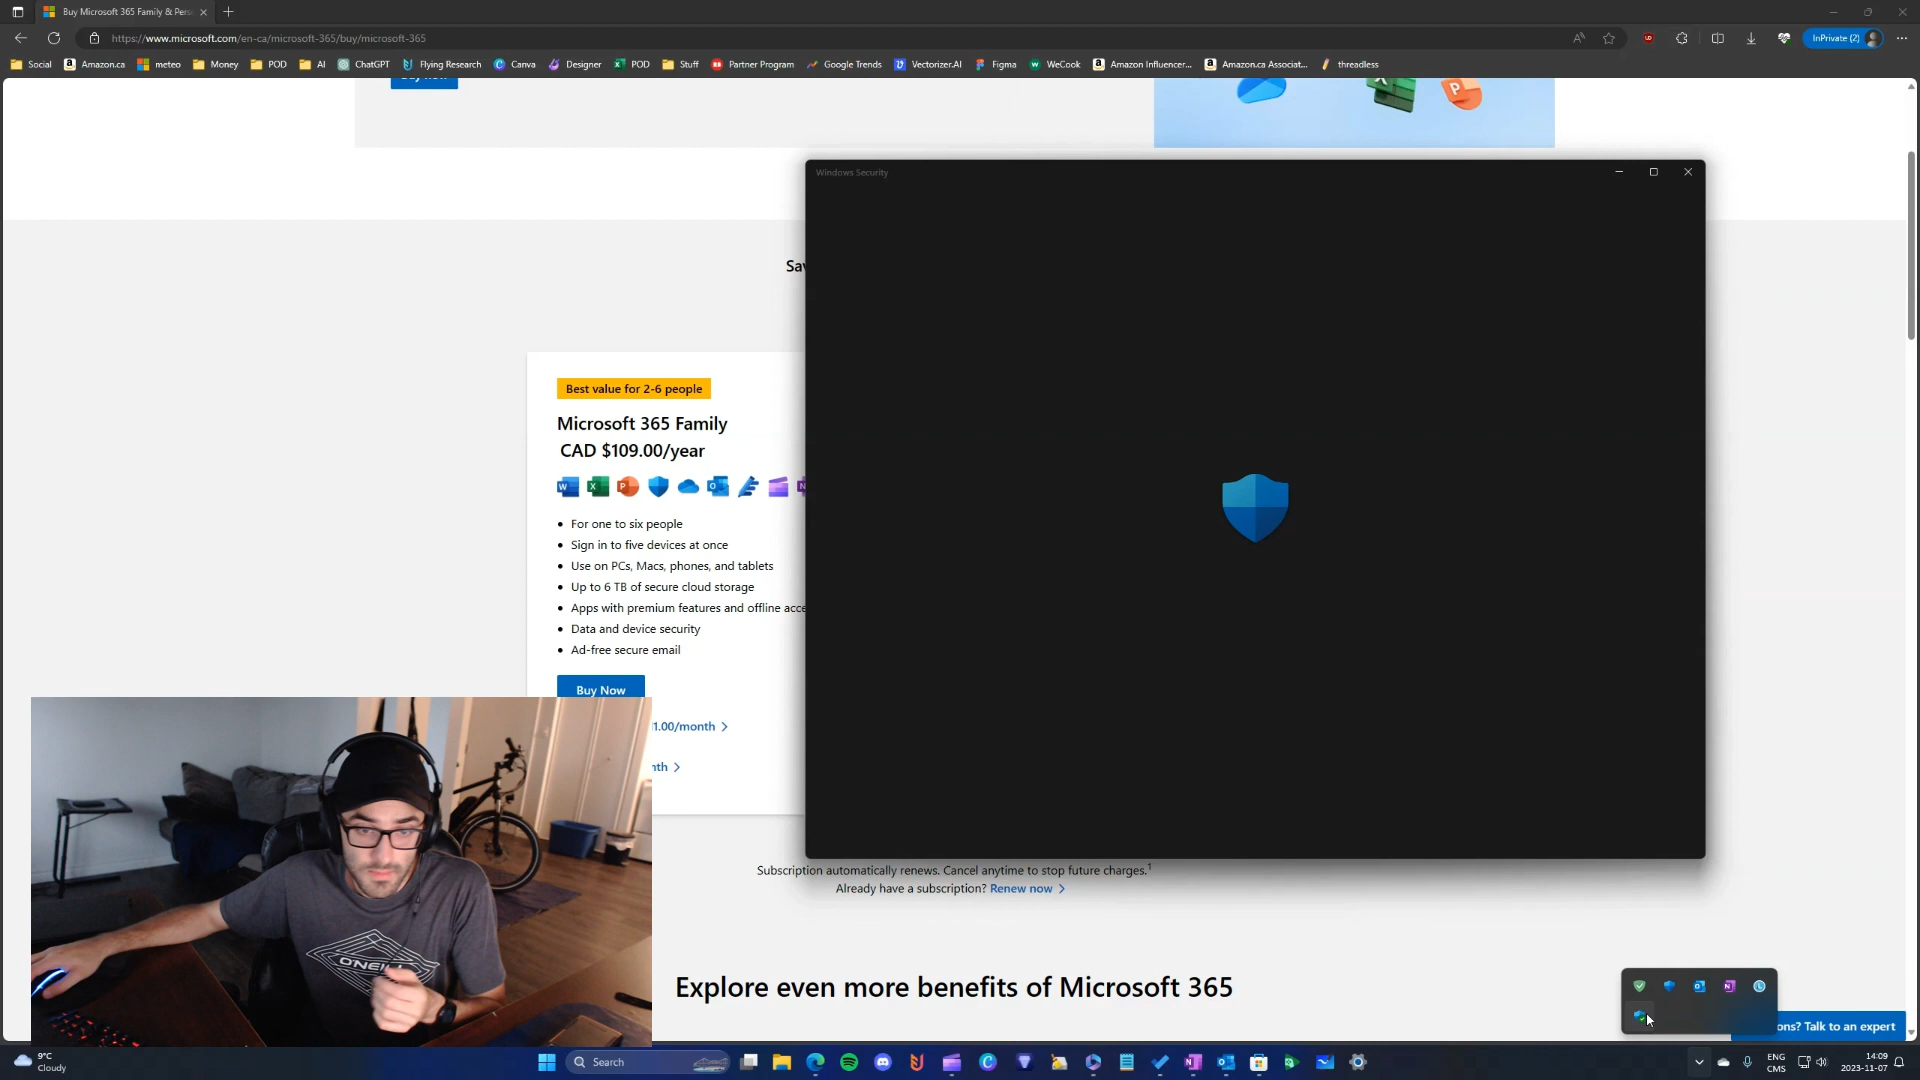 Buy Microsoft 365 Family & Pers
https://www.microsoft.com/en-ca/microsoft-365/buy/microsoft-365
InPrivate (2)
Social
Amazon.ca
meteo
Money
POD
AI
ChatGPT
Flying Research
Canva
Designer
POD
Stuff
Partner Program
Google Trends
Vectorizer.AI
Figma
WeCook
Amazon Influencer...
Amazon.ca Associat...
threadless
Windows Security
Sav
Best value for 2-6 people
Microsoft 365 Family
CAD $109.00/year
For one to six people
Sign in to five devices at once
Use on PCs, Macs, phones, and tablets
Up to 6 TB of secure cloud storage
Apps with premium features and offline acce
Data and device security
Ad-free secure email
Buy Now
1.00/month
nth
Subscription automatically renews. Cancel anytime to stop future charges.1
Already have a subscription? Renew now
Explore even more benefits of Microsoft 365
O'NEILL
ons? Talk to an expert
9°C
Cloudy
Search
ENG
CMS
14:09
2023-11-07